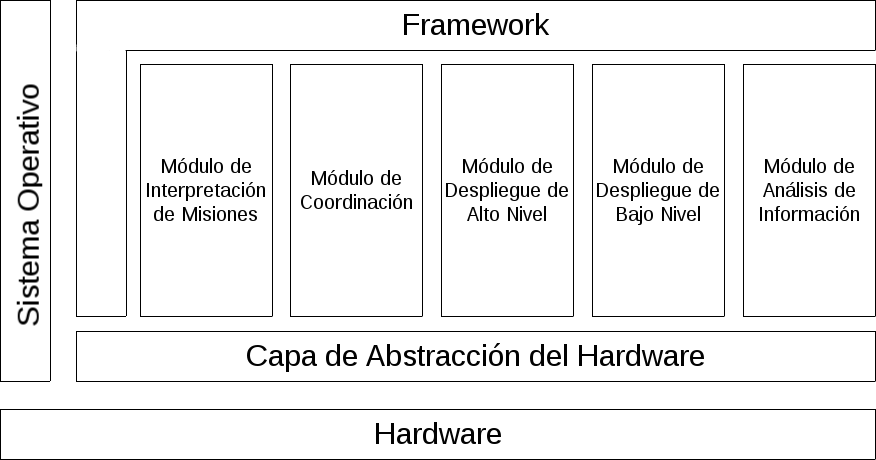 Sistema Operativo
Framework
Módulo de
Interpretación
de Misiones
Módulo de
Coordinación
Módulo de
Despliegue de
Alto Nivel
Módulo de
Despliegue de
Bajo Nivel
Módulo de
Análisis de
Información
Capa de Abstracción del Hardware
Hardware